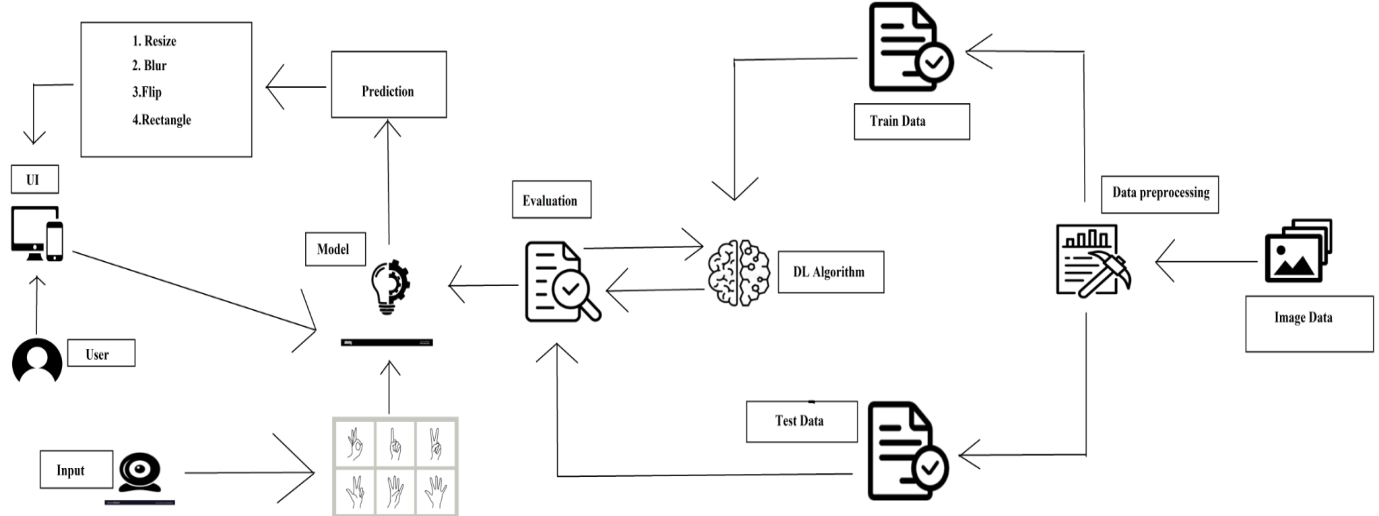 1. Resize
2. Blur
3.Flip
4.Rectangle
Prediction
Train Data
UI
Evaluation
Data preprocessing
Model
DL Algorithm
Image Data
User
Test Data
Input